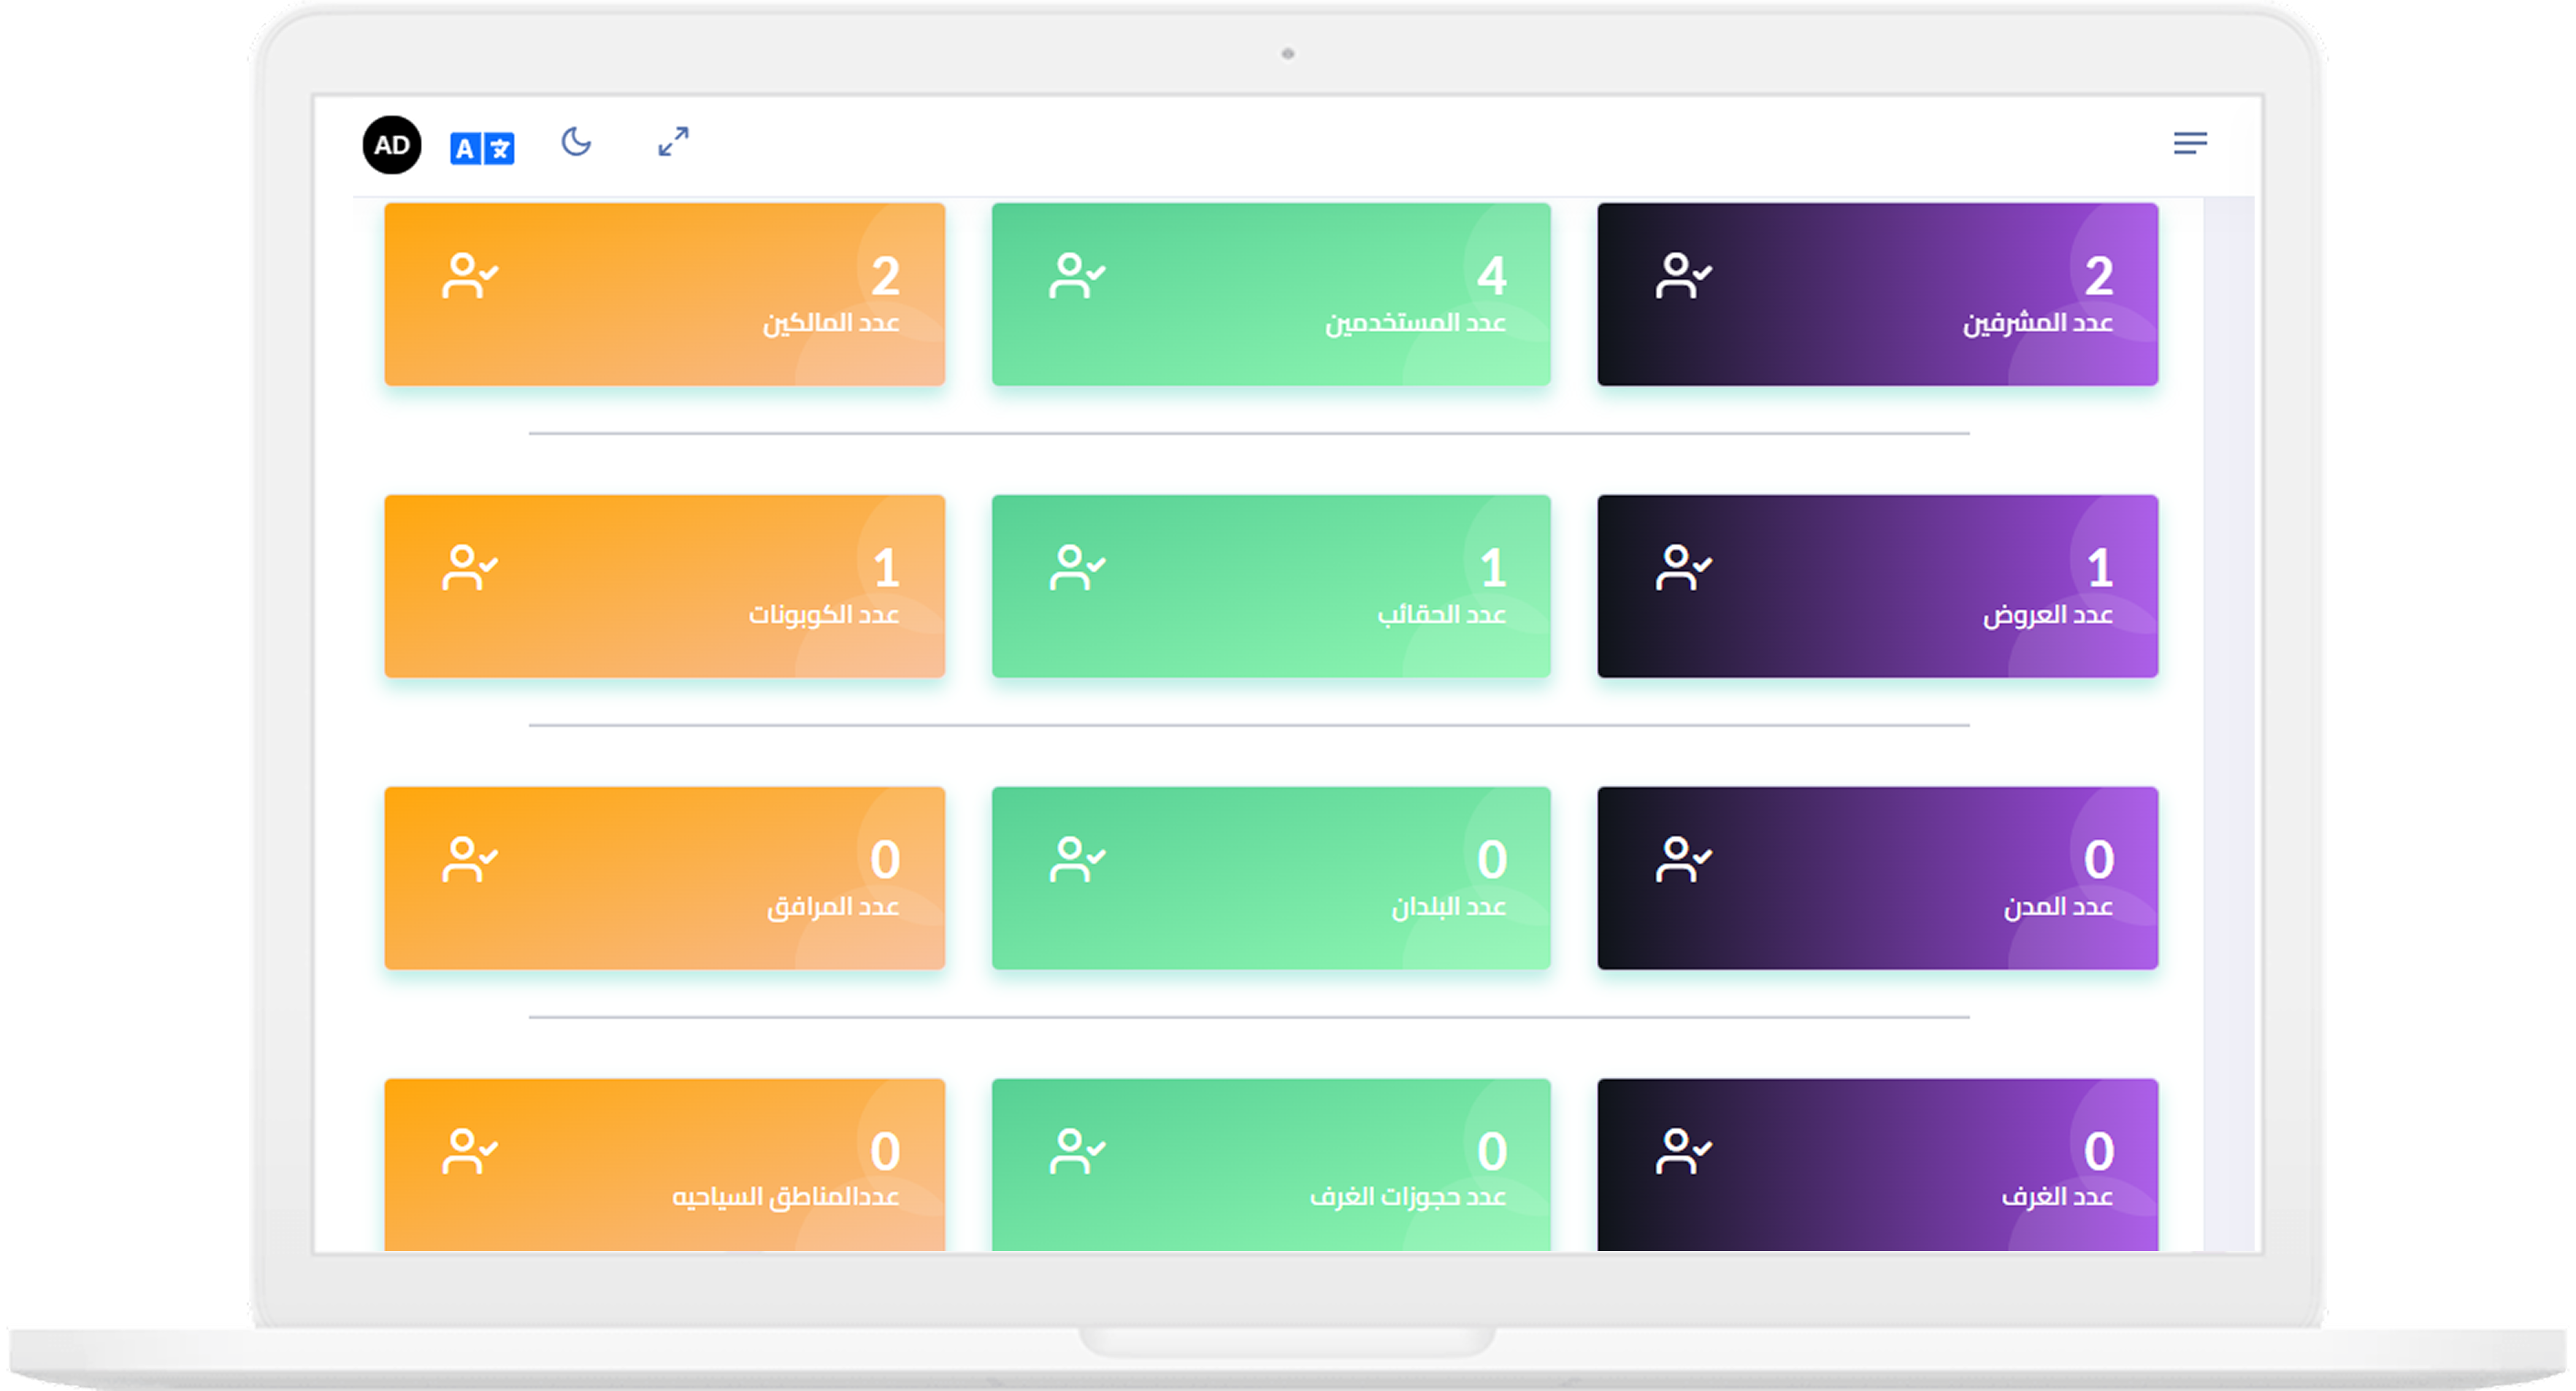 AD
A 文
2
عدد المشرفين
4
عدد المستخدمين
2
عدد المالكين
1
عدد العروض
1
عدد الحقائب
1
عدد الكوبونات
0
عدد المدن
0
عدد البلدان
0
عدد المرافق
0
عدد الغرف
0
عدد حجوزات الغرف
0
عددالمناطق السياحيه